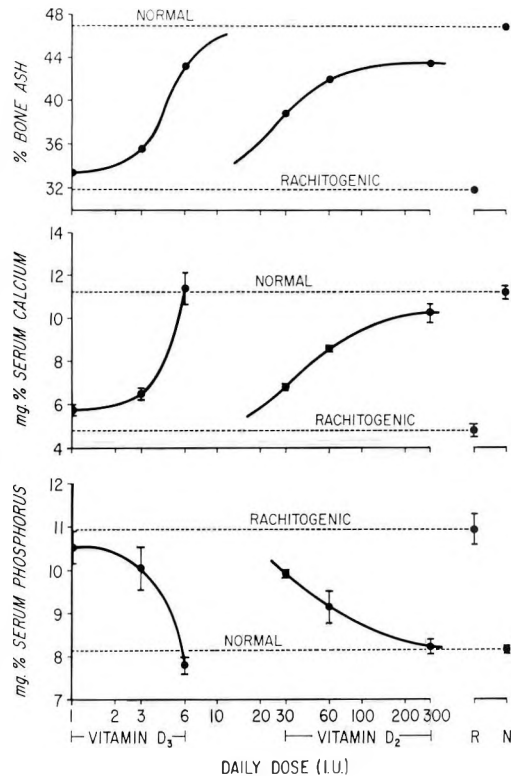 48
44
40
36
32
% BONE ASH
NORMAL
RACHITOGENIC
14
12
10
8
6
4
mg. % SERUM CALCIUM
NORMAL
RACHITOGENIC
12
11
10
9
8
7
mg. % SERUM PHOSPHORUS
RACHITOGENIC
NORMAL
1 2 3 6 10 20 30 60 100 200 300 R N
VITAMIN D₃ VITAMIN D₂
DAILY DOSE (I.U.)